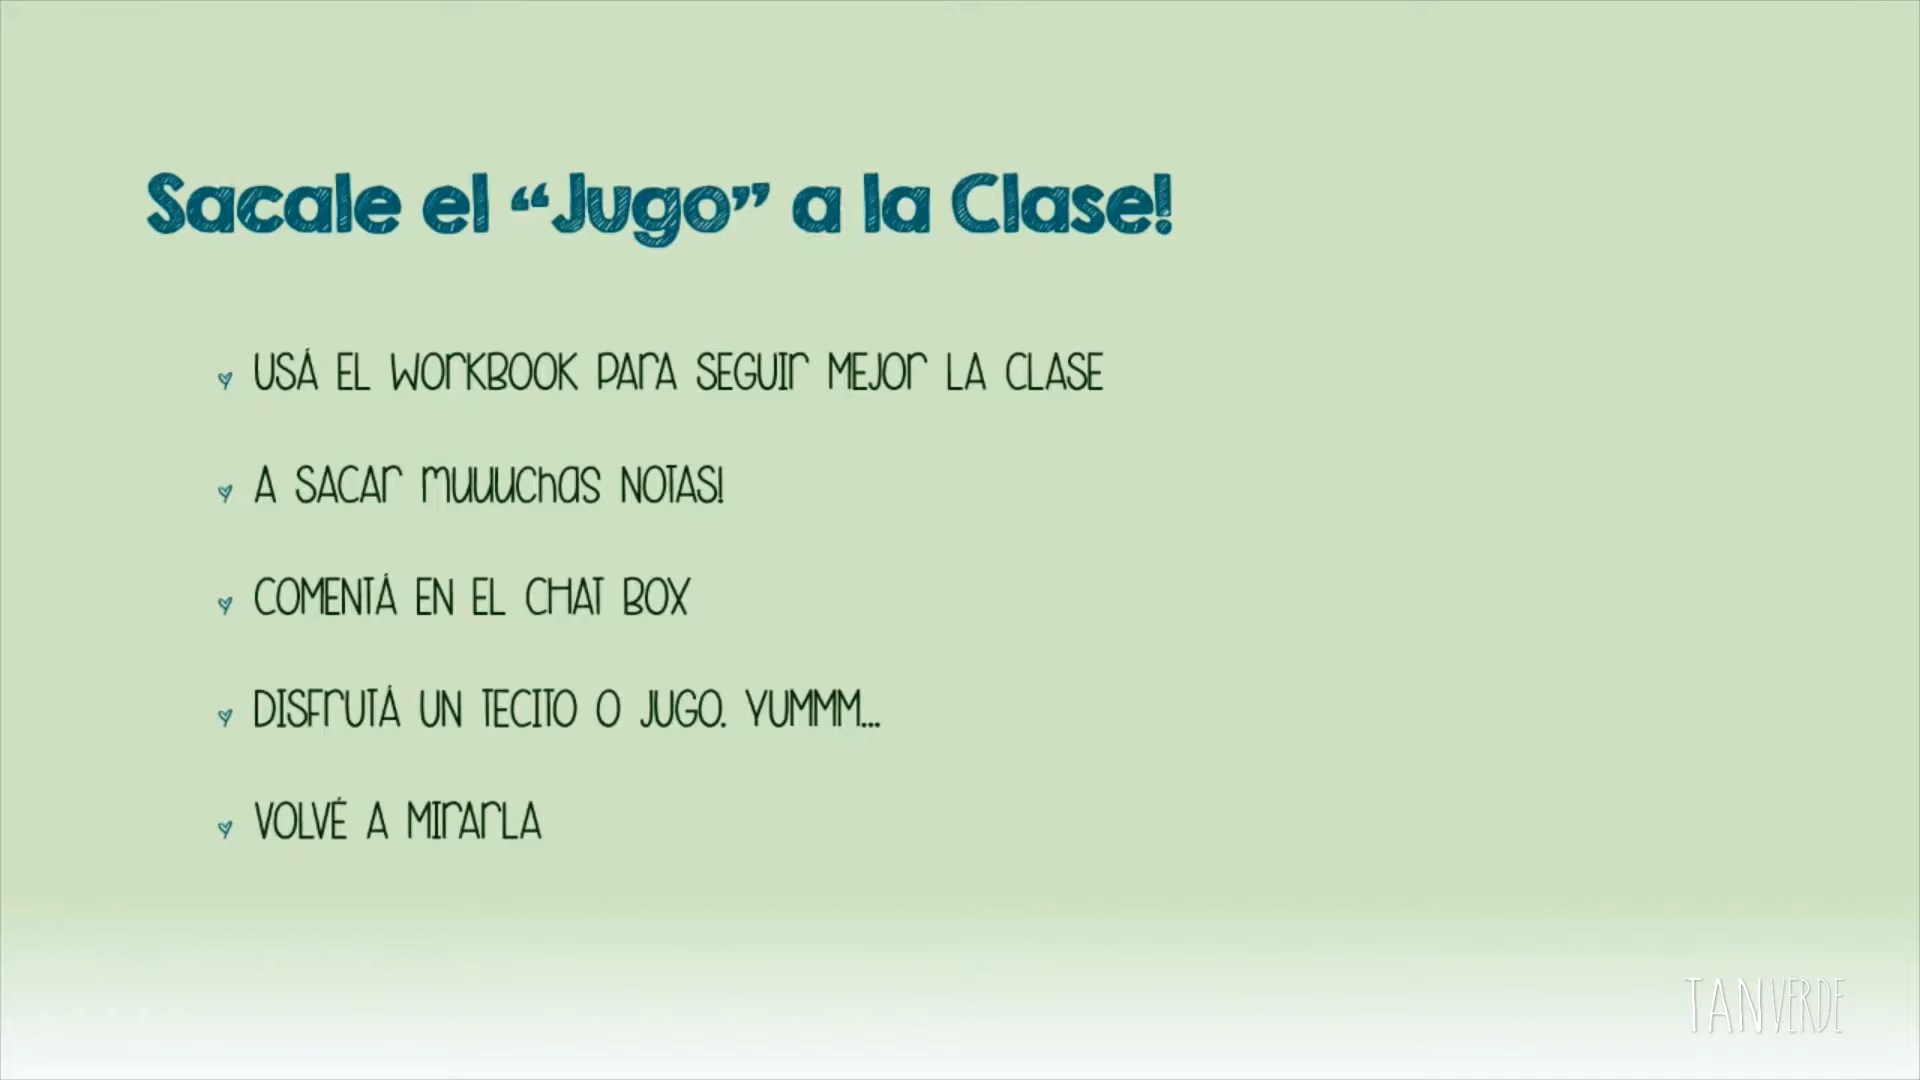 Sacale el “Jugo” a la Clase!
USÁ EL WORKBOOK PARA SEGUIR MEJOR LA CLASE
A SACAR muuuchas NOTAS!
COMENTÁ EN EL CHAT BOX
DISFRUTÁ UN TECITO O JUGO. YUMMM...
VOLVÉ A MIRARLA
TANVERDE